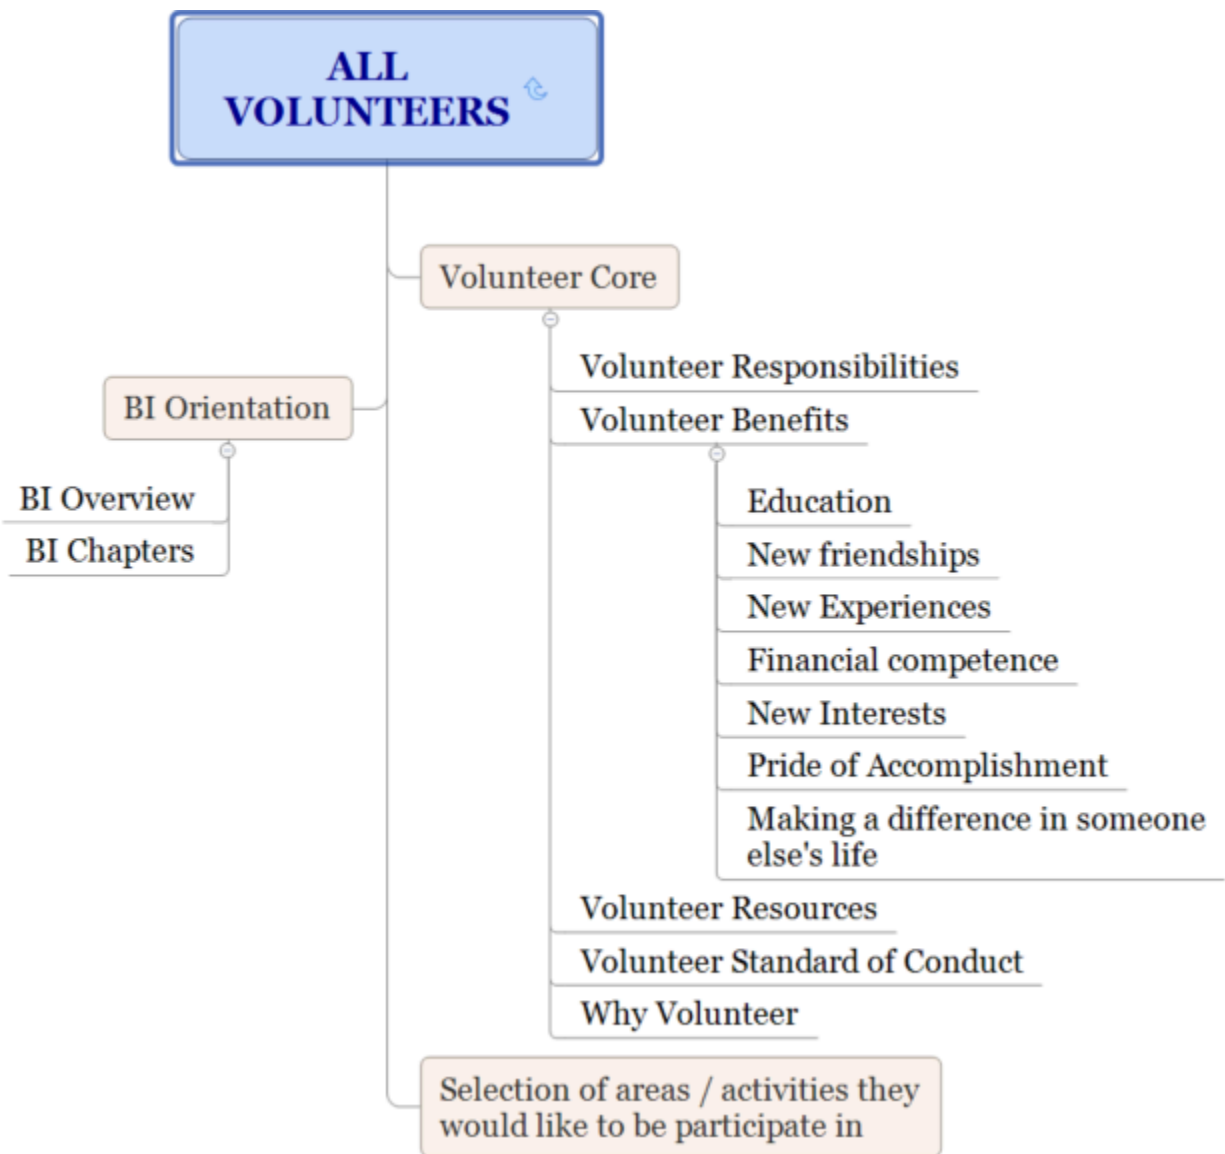 ALL
VOLUNTEERS
Volunteer Core
Volunteer Responsibilities
BI Orientation
Volunteer Benefits
BI Overview
BI Chapters
Education
New friendships
New Experiences
Financial competence
New Interests
Pride of Accomplishment
Making a difference in someone
else's life
Volunteer Resources
Volunteer Standard of Conduct
Why Volunteer
Selection of areas / activities they
would like to be participate in